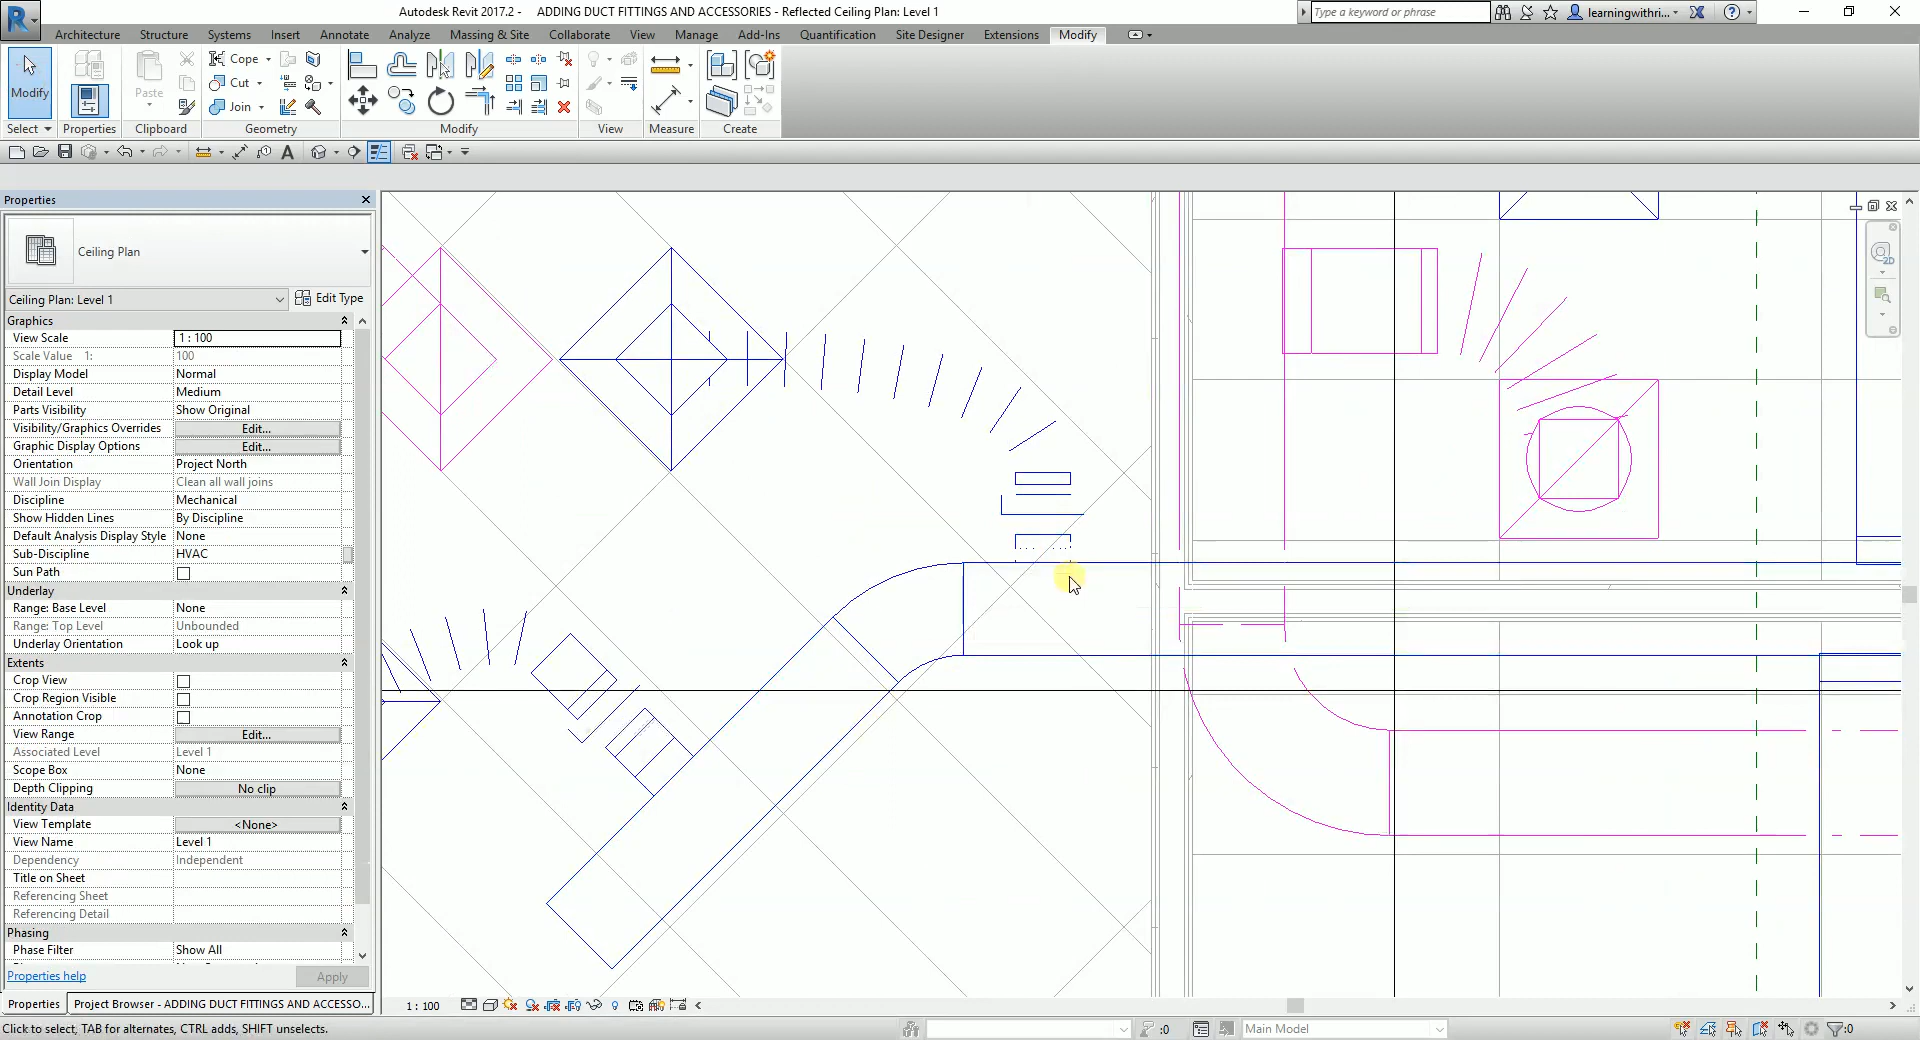 Autodesk Revit 2017.2 - ADDING DUCT FITTINGS AND ACCESSORIES - Reflected Ceiling Plan: Level 1
Type a keyword or phrase
learningwithri...
Architecture Structure Systems Insert Annotate Analyze Massing & Site Collaborate View Manage Add-Ins Quantification Site Designer Extensions Modify
Modify
Paste
Cope
Cut
Join
Select Properties Clipboard Geometry Modify View Measure Create
Properties
Ceiling Plan
Ceiling Plan: Level 1 Edit Type
Graphics
View Scale 1 : 100
Scale Value 1: 100
Display Model Normal
Detail Level Medium
Parts Visibility Show Original
Visibility/Graphics Overrides Edit...
Graphic Display Options Edit...
Orientation Project North
Wall Join Display Clean all wall joins
Discipline Mechanical
Show Hidden Lines By Discipline
Default Analysis Display Style None
Sub-Discipline HVAC
Sun Path
Underlay
Range: Base Level None
Range: Top Level Unbounded
Underlay Orientation Look up
Extents
Crop View
Crop Region Visible
Annotation Crop
View Range Edit...
Associated Level Level 1
Scope Box None
Depth Clipping No clip
Identity Data
View Template <None>
View Name Level 1
Dependency Independent
Title on Sheet
Referencing Sheet
Referencing Detail
Phasing
Phase Filter Show All
Properties help Apply
Properties Project Browser - ADDING DUCT FITTINGS AND ACCESSO...
1 : 100
Click to select, TAB for alternates, CTRL adds, SHIFT unselects.
:0
Main Model
:0
2D